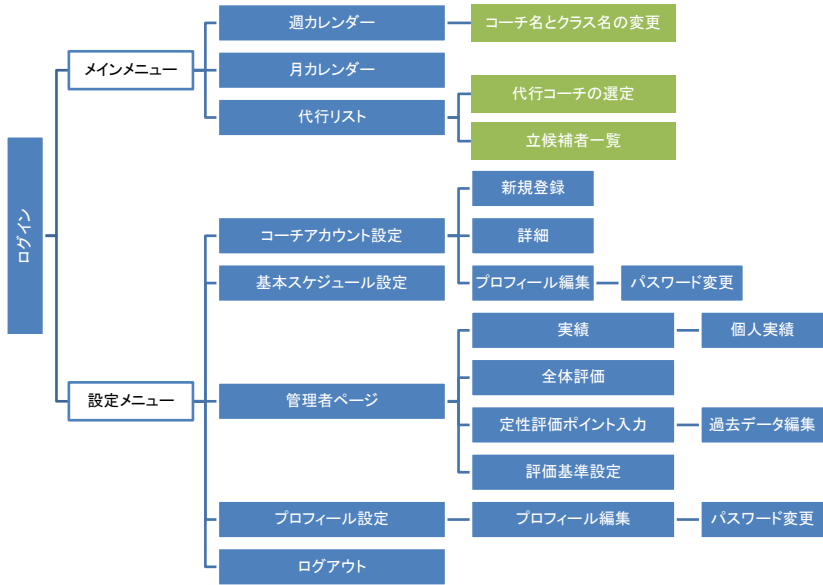 ログイン
メインメニュー
週カレンダー
コーチ名とクラス名の変更
月カレンダー
代行リスト
代行コーチの選定
立候補者一覧
設定メニュー
コーチアカウント設定
新規登録
詳細
プロフィール編集
パスワード変更
基本スケジュール設定
管理者ページ
実績
個人実績
全体評価
定性評価ポイント入力
過去データ編集
評価基準設定
プロフィール設定
プロフィール編集
パスワード変更
ログアウト